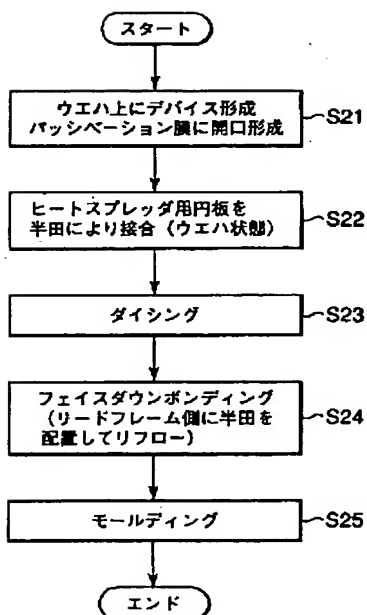 スタート
ウエハ上にデバイス形成
パッシベーション膜に開口形成
S21
ヒートスプレッダ用円板を
半田により接合(ウエハ状態)
S22
ダイシング
S23
フェイスダウンボンディング
(リードフレーム側に半田を
配置してリフロー)
S24
モールディング
S25
エンド